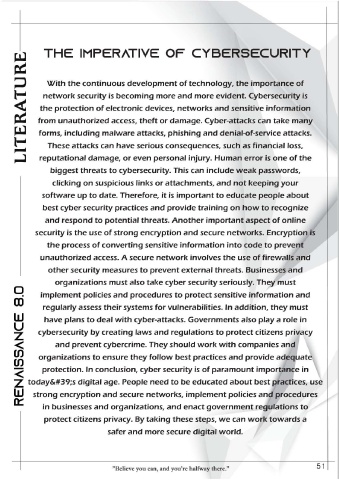 THE IMPERATIVE OF CYBERSECURITY
With the continuous development of technology, the importance of
network security is becoming more and more evident. Cybersecurity is
the protection of electronic devices, networks and sensitive information
from unauthorized access, theft or damage. Cyber-attacks can take many
forms, including malware attacks, phishing and denial-of-service attacks.
These attacks can have serious consequences, such as financial loss,
reputational damage, or even personal injury. Human error is one of the
biggest threats to cybersecurity. This can include weak passwords,
clicking on suspicious links or attachments, and not keeping your
software up to date. Therefore, it is important to educate people about
best cyber security practices and provide training on how to recognize
and respond to potential threats. Another important aspect of online
security is the use of strong encryption and secure networks. Encryption is
the process of converting sensitive information into code to prevent
unauthorized access. A secure network involves the use of firewalls and
other security measures to prevent external threats. Businesses and
organizations must also take cyber security seriously. They must
implement policies and procedures to protect sensitive information and
regularly assess their systems for vulnerabilities. In addition, they must
have plans to deal with cyber-attacks. Governments also play a role in
cybersecurity by creating laws and regulations to protect citizens privacy
and prevent cybercrime. They should work with companies and
organizations to ensure they follow best practices and provide adequate
protection. In conclusion, cyber security is of paramount importance in
today&#39;s digital age. People need to be educated about best practices, use
strong encryption and secure networks, implement policies and procedures
in businesses and organizations, and enact government regulations to
protect citizens privacy. By taking these steps, we can work towards a
safer and more secure digital world.
LITERATURE
RENAISSANCE 8.0
"Believe you can, and you're halfway there."
51